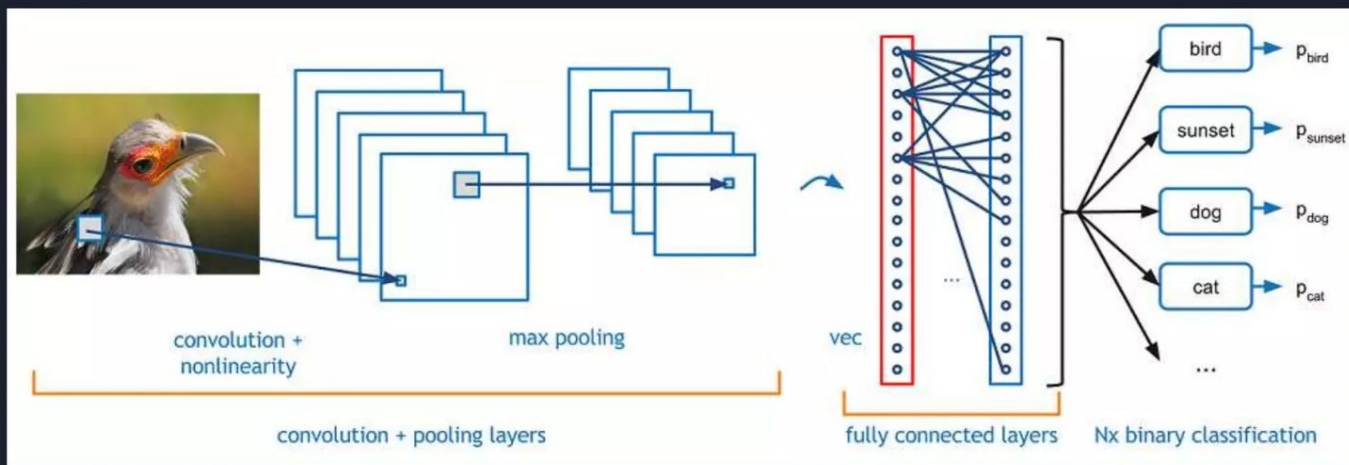 bird
p_bird
sunset
p_sunset
dog
p_dog
cat
p_cat
...
...
convolution +
nonlinearity
max pooling
vec
convolution + pooling layers
fully connected layers
Nx binary classification